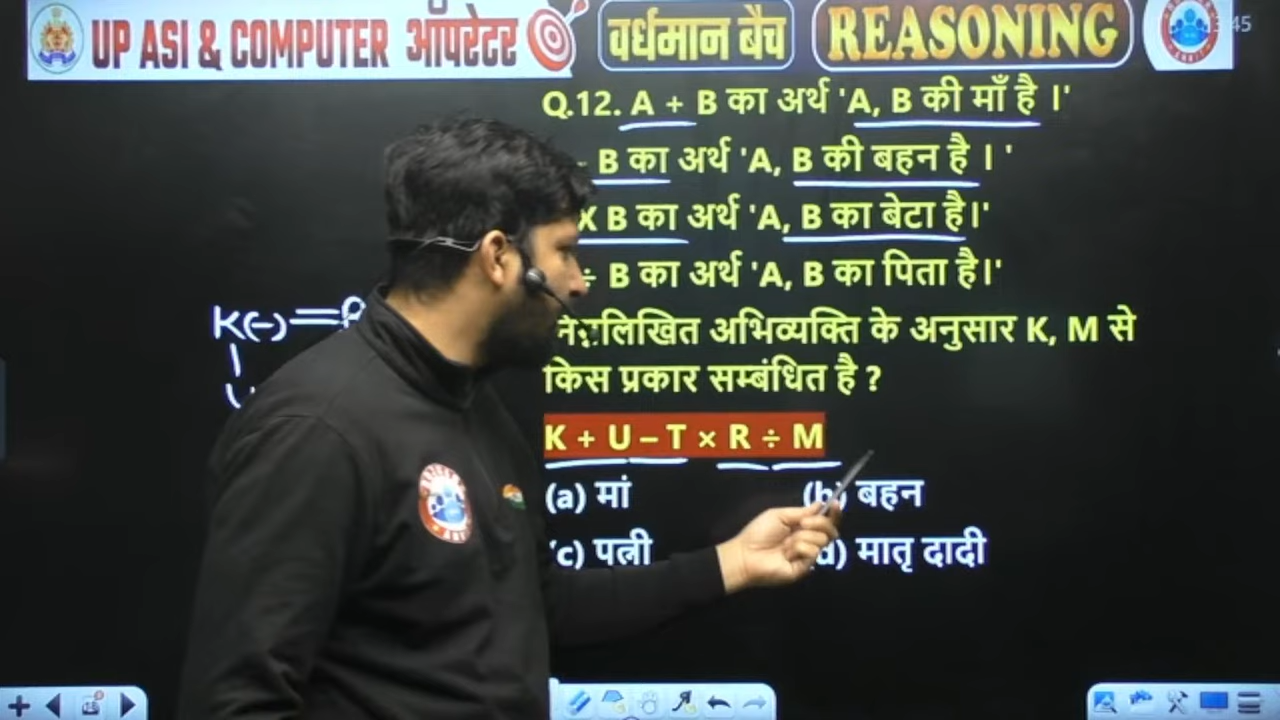 UP ASI & COMPUTER ऑपरेटर
वर्धमान बैच
REASONING
Q.12. A + B का अर्थ 'A, B की माँ है ।'
- B का अर्थ 'A, B की बहन है । '
X B का अर्थ 'A, B का बेटा है।'
÷ B का अर्थ 'A, B का पिता है।'
निम्नलिखित अभिव्यक्ति के अनुसार K, M से
किस प्रकार सम्बंधित है ?
K + U – T × R ÷ M
(a) मां
(b) बहन
(c) पत्नी
(d) मातृ दादी
K(-)